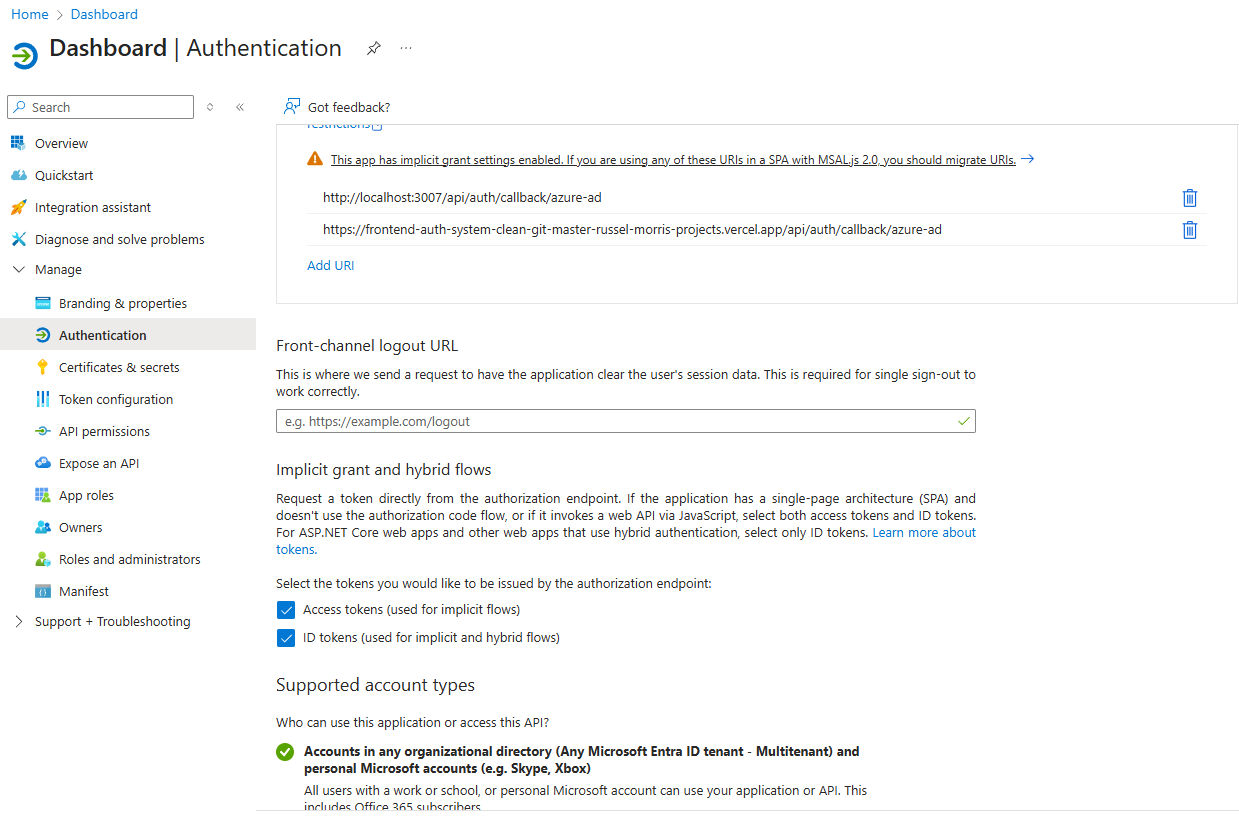 Home > Dashboard
Dashboard | Authentication
Search
Overview
Quickstart
Integration assistant
Diagnose and solve problems
Manage
Branding & properties
Authentication
Certificates & secrets
Token configuration
API permissions
Expose an API
App roles
Owners
Roles and administrators
Manifest
Support + Troubleshooting
Got feedback?
restrictions
This app has implicit grant settings enabled. If you are using any of these URIs in a SPA with MSAL.js 2.0, you should migrate URIs.
http://localhost:3007/api/auth/callback/azure-ad
https://frontend-auth-system-clean-git-master-russel-morris-projects.vercel.app/api/auth/callback/azure-ad
Add URI
Front-channel logout URL
This is where we send a request to have the application clear the user's session data. This is required for single sign-out to
work correctly.
e.g. https://example.com/logout
Implicit grant and hybrid flows
Request a token directly from the authorization endpoint. If the application has a single-page architecture (SPA) and
doesn't use the authorization code flow, or if it invokes a web API via JavaScript, select both access tokens and ID tokens.
For ASP.NET Core web apps and other web apps that use hybrid authentication, select only ID tokens. Learn more about
tokens.
Select the tokens you would like to be issued by the authorization endpoint:
Access tokens (used for implicit flows)
ID tokens (used for implicit and hybrid flows)
Supported account types
Who can use this application or access this API?
Accounts in any organizational directory (Any Microsoft Entra ID tenant - Multitenant) and
personal Microsoft accounts (e.g. Skype, Xbox)
All users with a work or school, or personal Microsoft account can use your application or API. This
includes Office 365 subscribers.